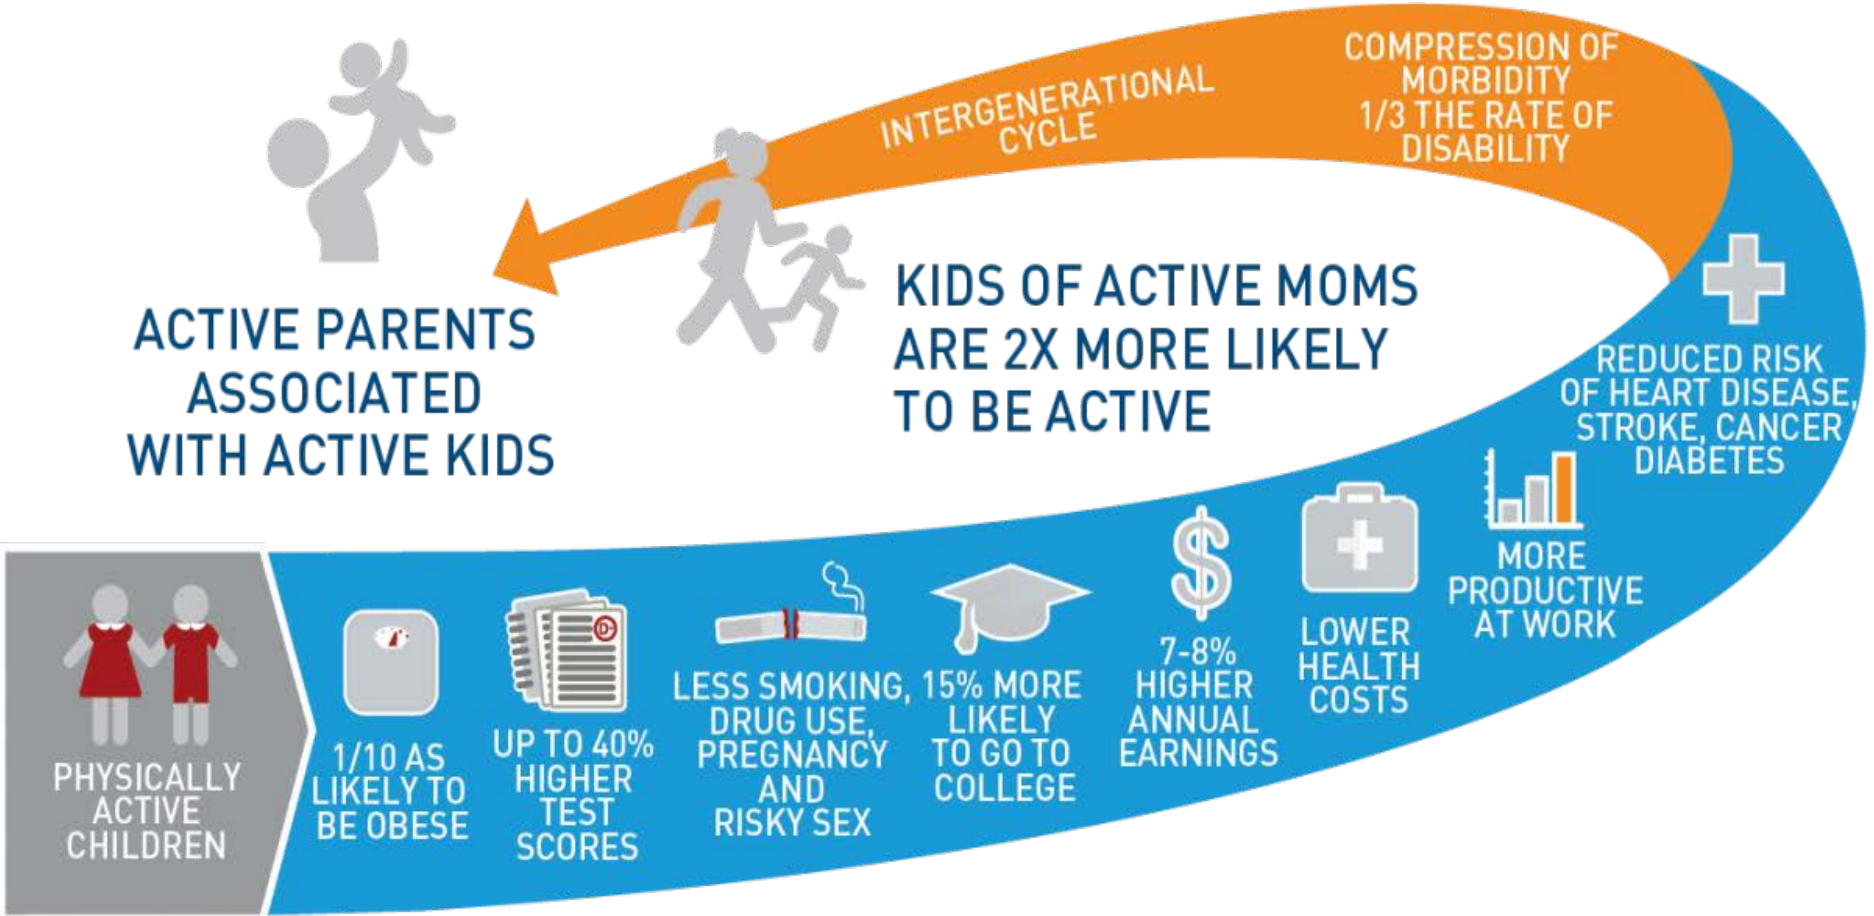 PHYSICALLY
ACTIVE
CHILDREN
1/10 AS
LIKELY TO
BE OBESE
UP TO 40%
HIGHER
TEST
SCORES
D-
LESS SMOKING,
DRUG USE,
PREGNANCY
AND
RISKY SEX
15% MORE
LIKELY
TO GO TO
COLLEGE
$
7-8%
HIGHER
ANNUAL
EARNINGS
LOWER
HEALTH
COSTS
MORE
PRODUCTIVE
AT WORK
REDUCED RISK
OF HEART DISEASE,
STROKE, CANCER
DIABETES
COMPRESSION OF
MORBIDITY
1/3 THE RATE OF
DISABILITY
INTERGENERATIONAL
CYCLE
KIDS OF ACTIVE MOMS
ARE 2X MORE LIKELY
TO BE ACTIVE
ACTIVE PARENTS
ASSOCIATED
WITH ACTIVE KIDS